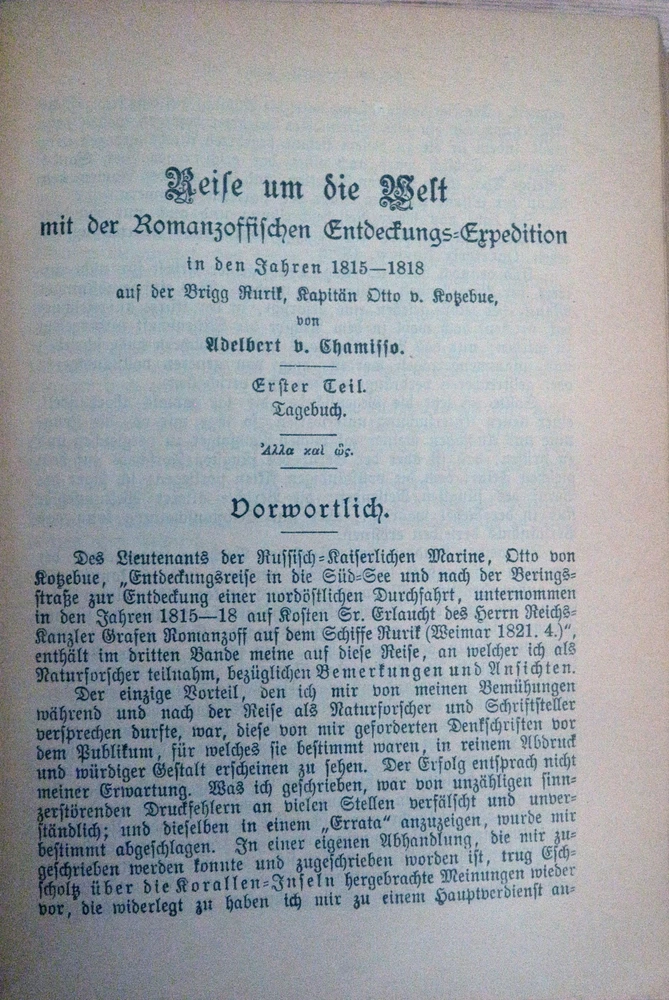 Reise um die Welt
mit der Romanzoffischen Entdeckungs-Expedition
in den Jahren 1815—1818
auf der Brigg Rurik, Kapitän Otto v. Kotzebue,
von
Adelbert v. Chamisso.
Erster Teil.
Tagebuch.
Ἀλλα καὶ ὥς.
Vorwortlich.
Des Lieutenants der Russisch-Kaiserlichen Marine, Otto von
Kotzebue, „Entdeckungsreise in die Süd-See und nach der Berings-
straße zur Entdeckung einer nordöstlichen Durchfahrt, unternommen
in den Jahren 1815—18 auf Kosten Sr. Erlaucht des Herrn Reichs-
Kanzler Grafen Romanzoff auf dem Schiffe Rurik (Weimar 1821. 4.)“,
enthält im dritten Bande meine auf diese Reise, an welcher ich als
Naturforscher teilnahm, bezüglichen Bemerkungen und Ansichten.
Der einzige Vorteil, den ich mir von meinen Bemühungen
während und nach der Reise als Naturforscher und Schriftsteller
versprechen durfte, war, diese von mir geforderten Denkschriften vor
dem Publikum, für welches sie bestimmt waren, in reinem Abdruck
und würdiger Gestalt erscheinen zu sehen. Der Erfolg entsprach nicht
meiner Erwartung. Was ich geschrieben, war von unzähligen sinn-
zerstörenden Druckfehlern an vielen Stellen verfälscht und unver-
ständlich; und dieselben in einem „Errata“ anzuzeigen, wurde mir
bestimmt abgeschlagen. In einer eigenen Abhandlung, die mir zu-
geschrieben werden konnte und zugeschrieben worden ist, trug Esch-
scholtz über die Korallen-Inseln hergebrachte Meinungen wieder
vor, die widerlegt zu haben ich mir zu einem Hauptverdienst an-